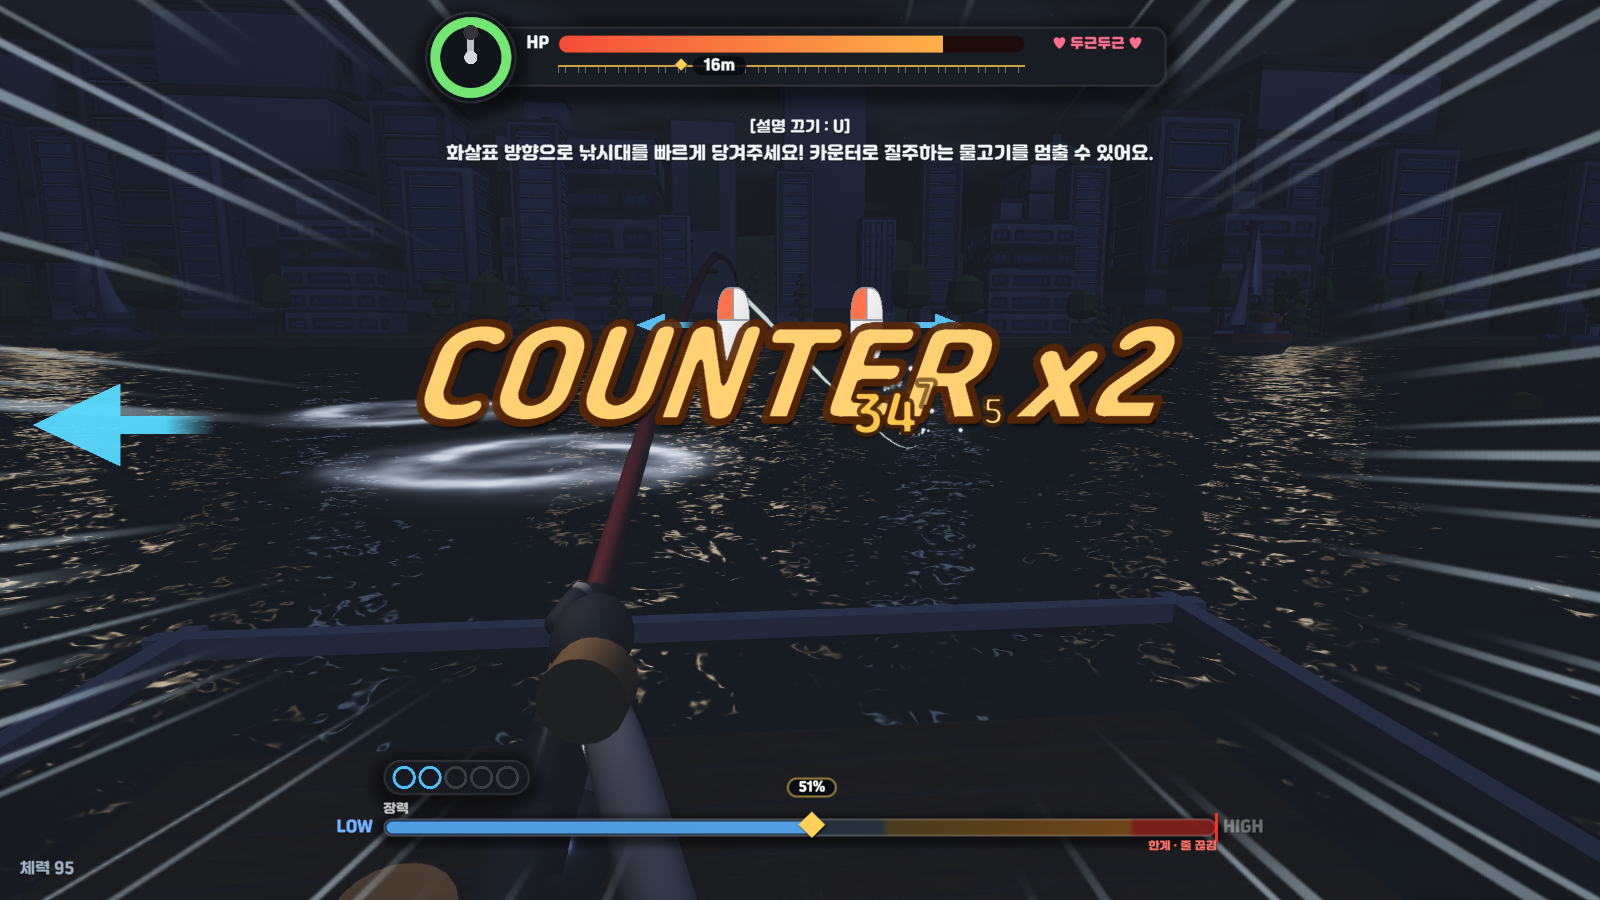 HP
♥ 두근두근 ♥
16m
[설명 끄기 : U]
화살표 방향으로 낚시대를 빠르게 당겨주세요! 카운터로 질주하는 물고기를 멈출 수 있어요.
COUNTER x2
34
7
5
51%
장력
LOW
HIGH
한계 · 줄 끊김
체력 95